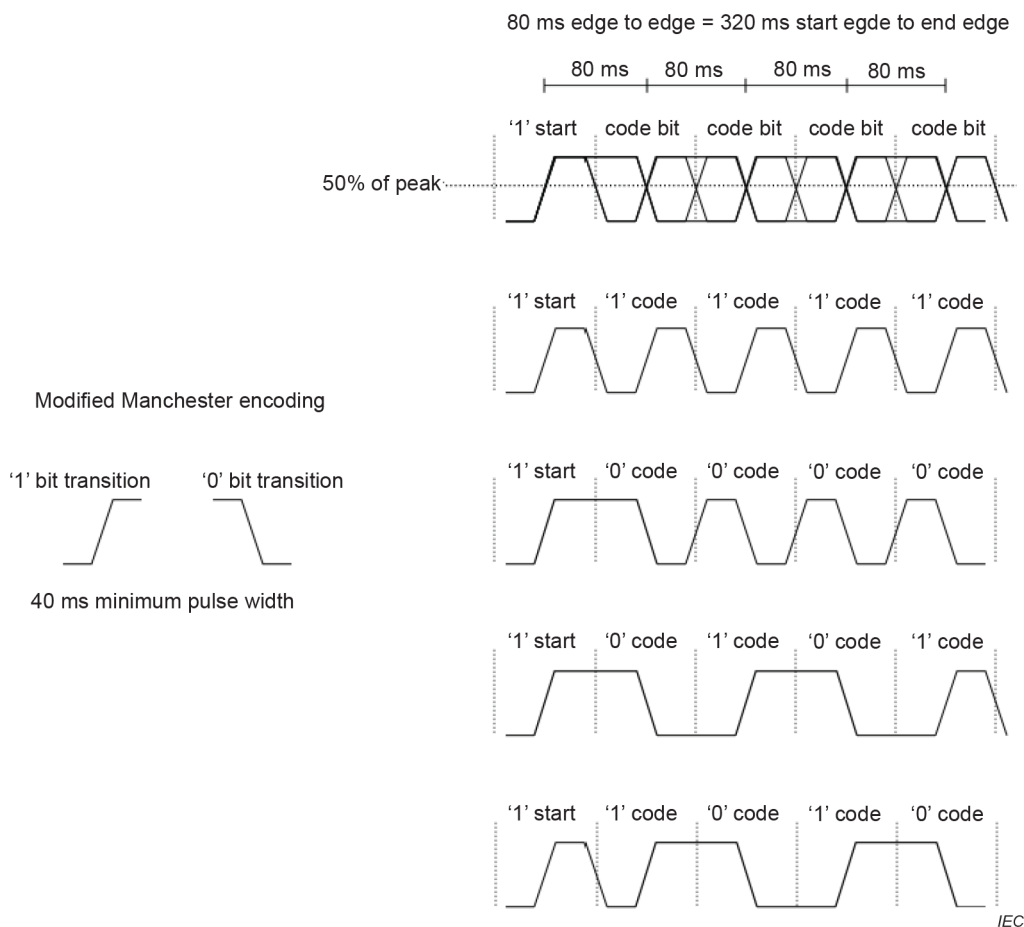 80 ms edge to edge = 320 ms start egde to end edge
80 ms 80 ms 80 ms 80 ms
‘1’ start code bit code bit code bit code bit
50% of peak
‘1’ start ‘1’ code ‘1’ code ‘1’ code ‘1’ code
Modified Manchester encoding
‘1’ bit transition ‘0’ bit transition
40 ms minimum pulse width
‘1’ start ‘0’ code ‘0’ code ‘0’ code ‘0’ code
‘1’ start ‘0’ code ‘1’ code ‘0’ code ‘1’ code
‘1’ start ‘1’ code ‘0’ code ‘1’ code ‘0’ code
IEC